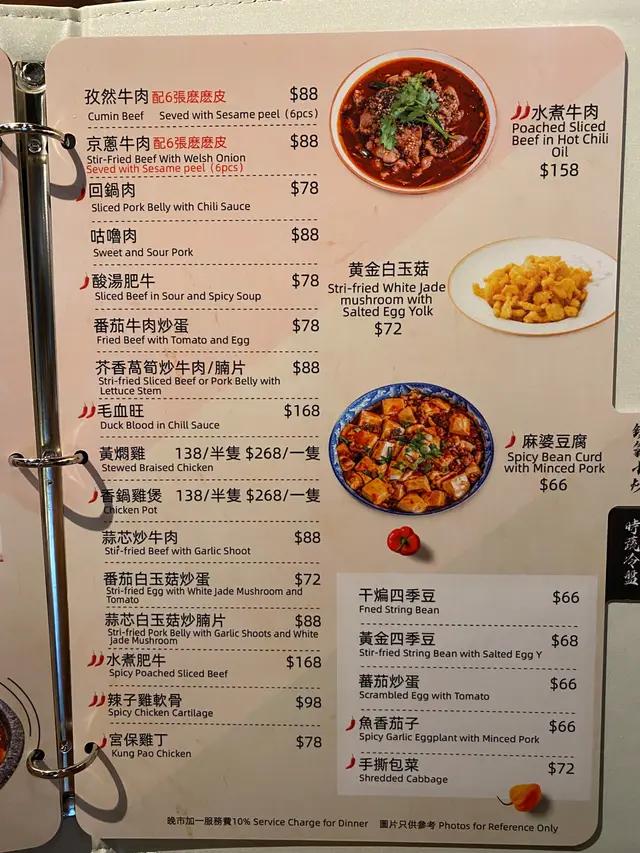 孜然牛肉 配6張麼麼皮 $88
Cumin Beef Seved with Sesame peel (6pcs)
京蔥牛肉 配6張麼麼皮 $88
Stir-Fried Beef With Welsh Onion
Seved with Sesame peel (6pcs)
回鍋肉 $78
Sliced Pork Belly with Chili Sauce
咕嚕肉 $88
Sweet and Sour Pork
酸湯肥牛 $78
Sliced Beef in Sour and Spicy Soup
番茄牛肉炒蛋 $78
Fried Beef with Tomato and Egg
芥香萵筍炒牛肉/腩片 $88
Stri-fried Sliced Beef or Pork Belly with
Lettuce Stem
毛血旺 $168
Duck Blood in Chill Sauce
黃燜雞 138/半隻 $268/一隻
Stewed Braised Chicken
香鍋雞煲 138/半隻 $268/一隻
Chicken Pot
蒜芯炒牛肉 $88
Stif-fried Beef with Garlic Shoot
番茄白玉菇炒蛋 $72
Stri-fried Egg with White Jade Mushroom and
Tomato
蒜芯白玉菇炒腩片 $88
Stri-fried Pork Belly with Garlic Shoots and White
Jade Mushroom
水煮肥牛 $168
Spicy Poached Sliced Beef
辣子雞軟骨 $98
Spicy Chicken Cartilage
宮保雞丁 $78
Kung Pao Chicken
水煮牛肉
Poached Sliced
Beef in Hot Chili
Oil
$158
黄金白玉菇
Stri-fried White Jade
mushroom with
Salted Egg Yolk
$72
麻婆豆腐
Spicy Bean Curd
with Minced Pork
$66
干煸四季豆 $66
Fned String Bean
黃金四季豆 $68
Stir-fried String Bean with Salted Egg Y
蕃茄炒蛋 $66
Scrambled Egg with Tomato
魚香茄子 $66
Spicy Garlic Eggplant with Minced Pork
手撕包菜 $72
Shredded Cabbage
晚市加一服務費10% Service Charge for Dinner 圖片只供參考 Photos for Reference Only
時蔬冷盤